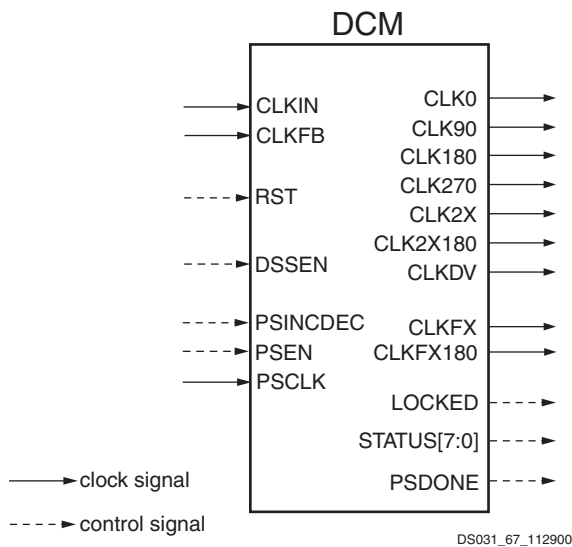 DCM
CLKIN
CLKFB
RST
DSSEN
PSINCDEC
PSEN
PSCLK
CLK0
CLK90
CLK180
CLK270
CLK2X
CLK2X180
CLKDV
CLKFX
CLKFX180
LOCKED
STATUS[7:0]
PSDONE
clock signal
control signal
DS031_67_112900